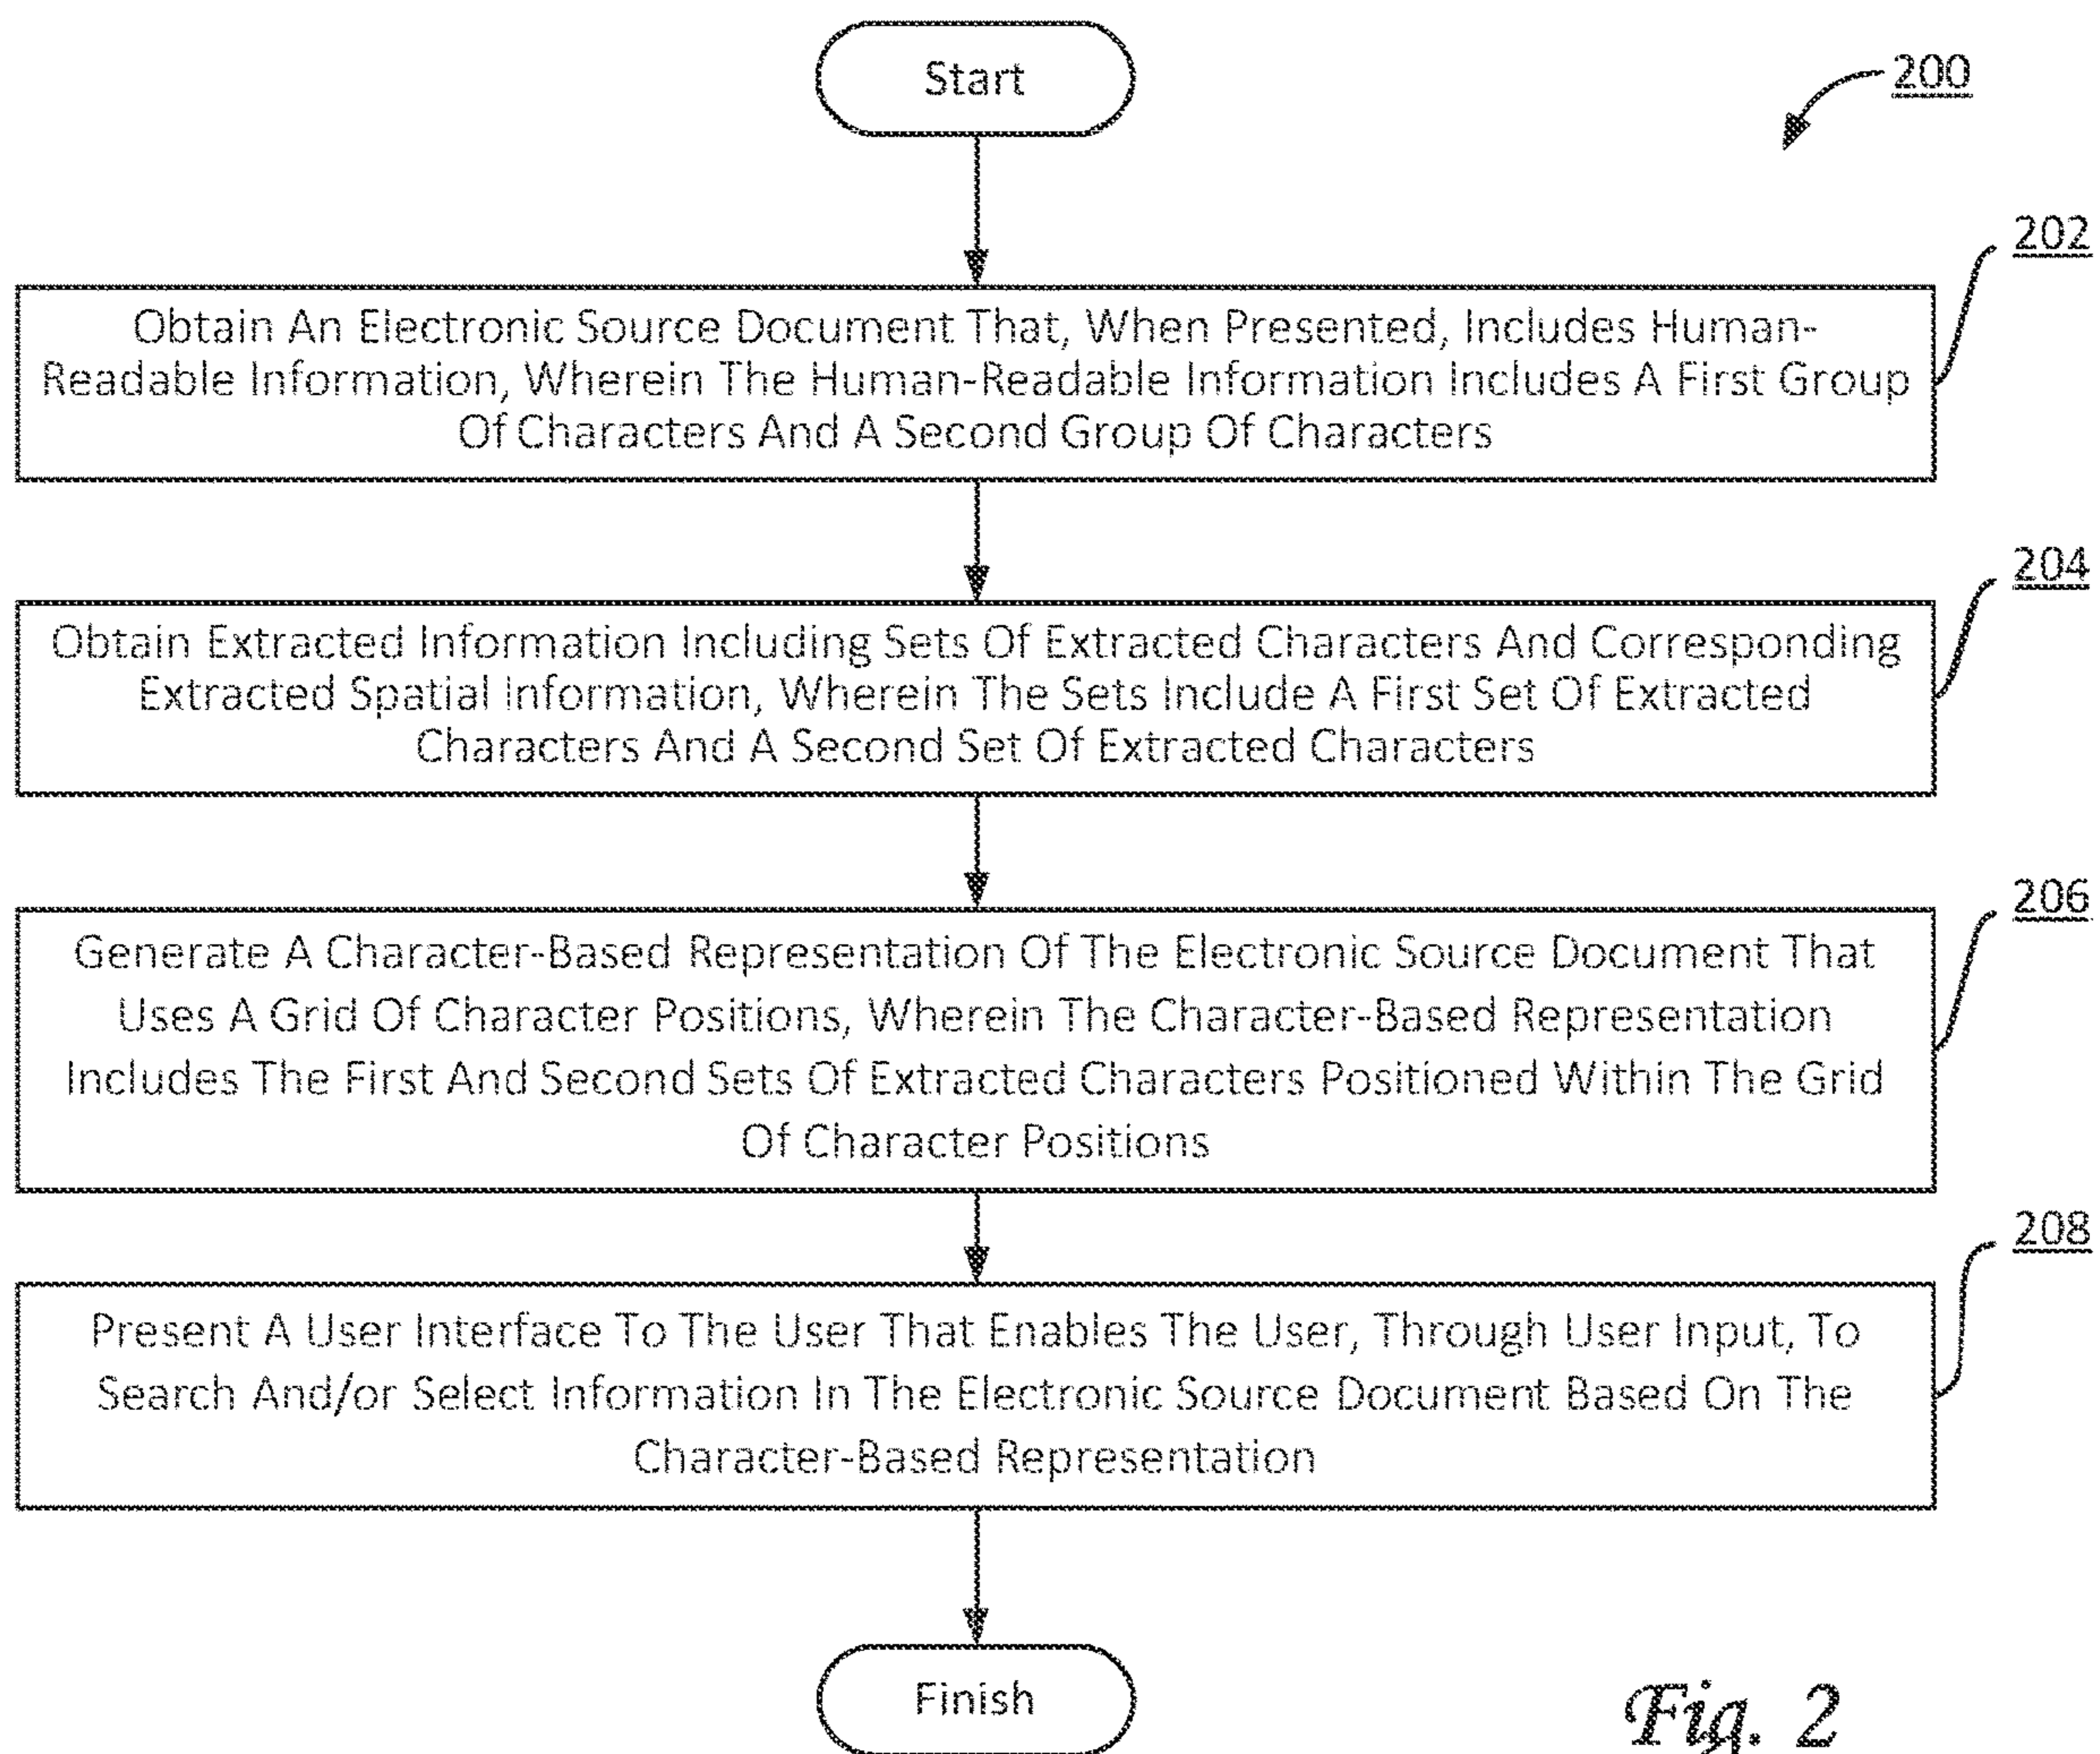 Start
200
202
Obtain An Electronic Source Document That, When Presented, Includes Human-
Readable Information, Wherein The Human-Readable Information Includes A First Group
Of Characters And A Second Group Of Characters
204
Obtain Extracted Information Including Sets Of Extracted Characters And Corresponding
Extracted Spatial Information, Wherein The Sets Include A First Set Of Extracted
Characters And A Second Set Of Extracted Characters
206
Generate A Character-Based Representation Of The Electronic Source Document That
Uses A Grid Of Character Positions, Wherein The Character-Based Representation
Includes The First And Second Sets Of Extracted Characters Positioned Within The Grid
Of Character Positions
208
Present A User Interface To The User That Enables The User, Through User Input, To
Search And/or Select Information In The Electronic Source Document Based On The
Character-Based Representation
Finish
Fig. 2